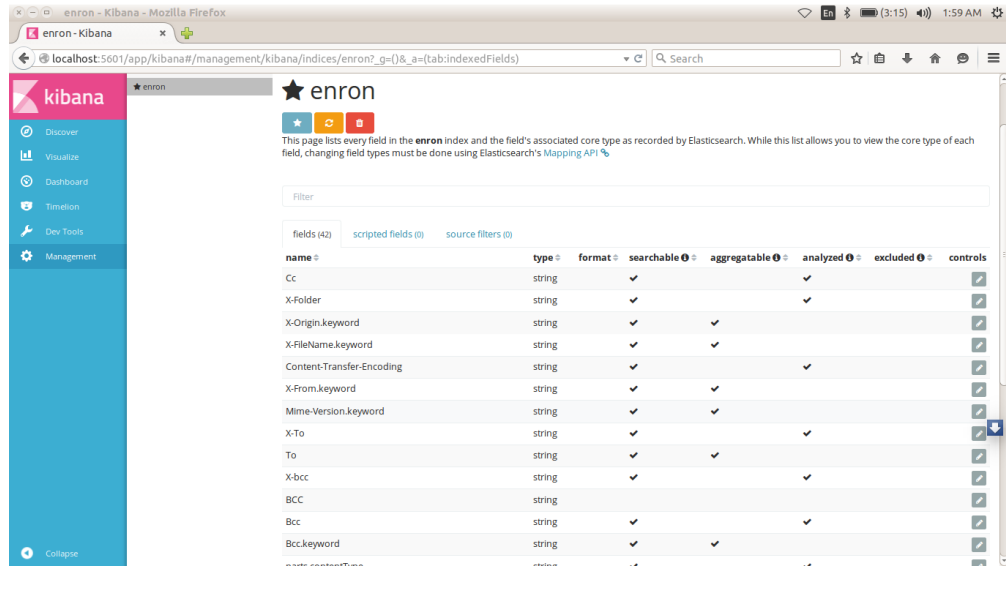 enron - Kibana - Mozilla Firefox
En (3:15) 1:59 AM
enron - Kibana
localhost:5601/app/kibana#/management/kibana/indices/enron?_g=()&_a=(tab:indexedFields)
Search
kibana
Discover
Visualize
Dashboard
Timelion
Dev Tools
Management
Collapse
enron
enron
This page lists every field in the enron index and the field's associated core type as recorded by Elasticsearch. While this list allows you to view the core type of each
field, changing field types must be done using Elasticsearch's Mapping API
Filter
fields (42) scripted fields (0) source filters (0)
name type format searchable aggregatable analyzed excluded controls
Cc string
X-Folder string
X-Origin.keyword string
X-FileName.keyword string
Content-Transfer-Encoding string
X-From.keyword string
Mime-Version.keyword string
X-To string
To string
X-bcc string
BCC string
Bcc string
Bcc.keyword string
parts.contentType string